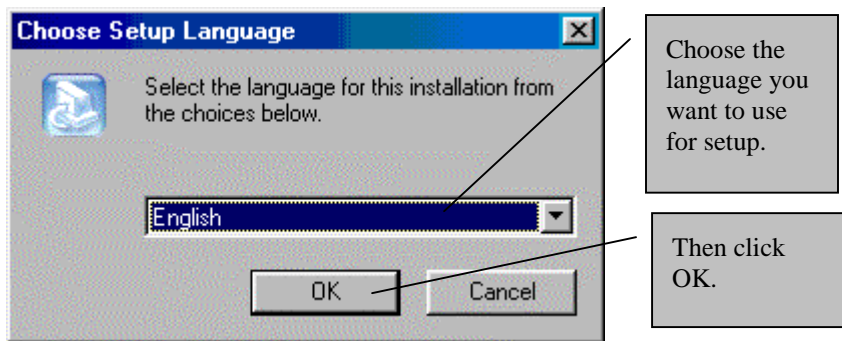 Choose Setup Language
Select the language for this installation from
the choices below.
English
OK
Cancel
Choose the
language you
want to use
for setup.
Then click
OK.